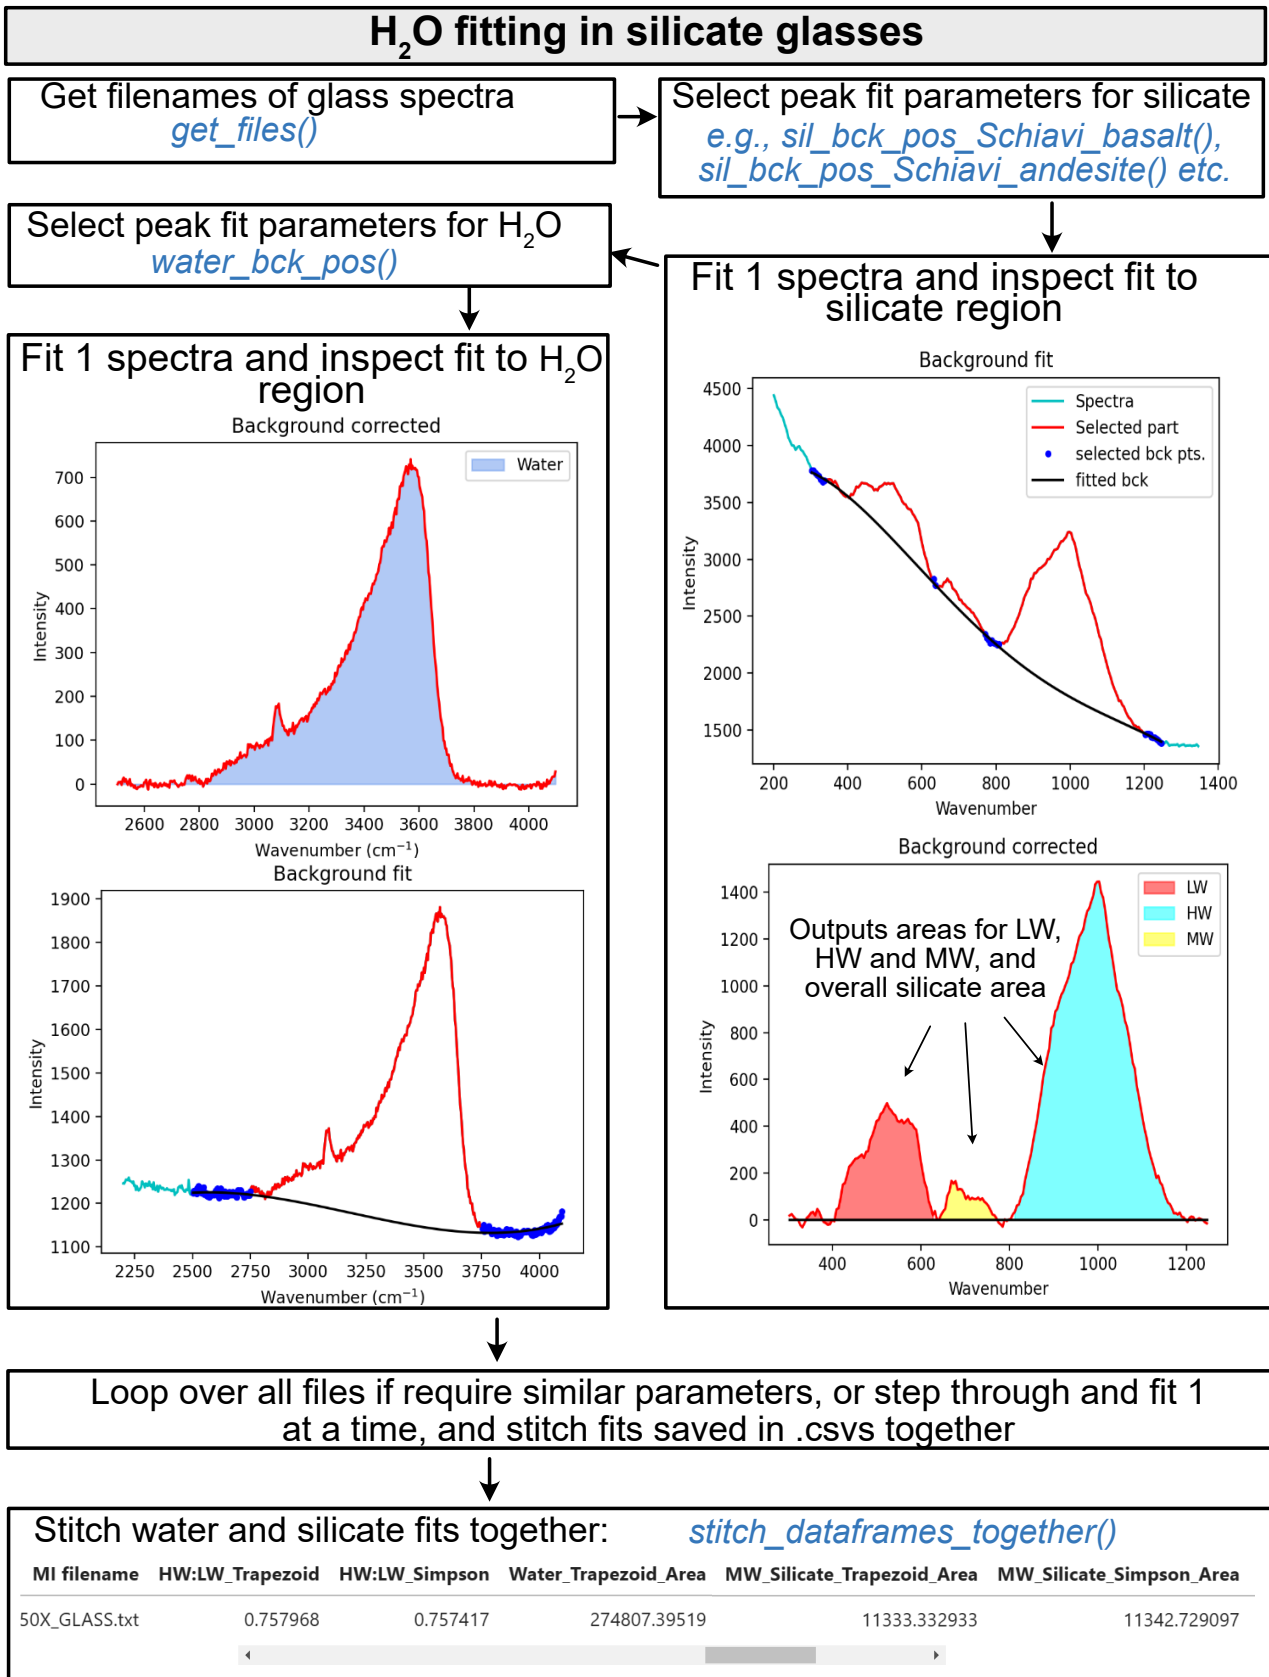 H₂O fitting in silicate glasses
Get filenames of glass spectra
get_files()
Select peak fit parameters for silicate
e.g., sil_bck_pos_Schiavi_basalt(),
sil_bck_pos_Schiavi_andesite() etc.
Select peak fit parameters for H₂O
water_bck_pos()
Fit 1 spectra and inspect fit to
silicate region
Background fit
4500
4000
3500
3000
2500
2000
1500
Intensity
Spectra
Selected part
selected bck pts.
fitted bck
200 400 600 800 1000 1200 1400
Wavenumber
Background corrected
1400
1200
1000
800
600
400
200
0
Intensity
LW
HW
MW
Outputs areas for LW,
HW and MW, and
overall silicate area
400 600 800 1000 1200
Wavenumber
Fit 1 spectra and inspect fit to H₂O
region
Background corrected
700
600
500
400
300
200
100
0
Intensity
Water
2600 2800 3000 3200 3400 3600 3800 4000
Wavenumber (cm⁻¹)
Background fit
1900
1800
1700
1600
1500
1400
1300
1200
1100
Intensity
2250 2500 2750 3000 3250 3500 3750 4000
Wavenumber (cm⁻¹)
Loop over all files if require similar parameters, or step through and fit 1
at a time, and stitch fits saved in .csvs together
Stitch water and silicate fits together: stitch_dataframes_together()
MI filename HW:LW_Trapezoid HW:LW_Simpson Water_Trapezoid_Area MW_Silicate_Trapezoid_Area MW_Silicate_Simpson_Area
50X_GLASS.txt 0.757968 0.757417 274807.39519 11333.332933 11342.729097